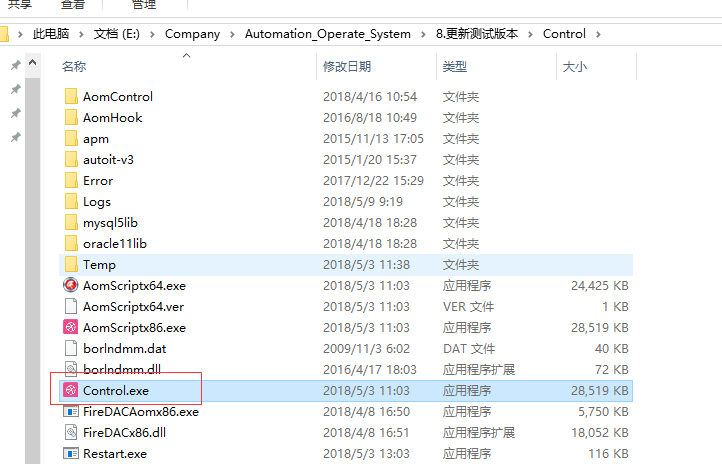 共享 查看 管理
此电脑 文档 (E:) Company Automation_Operate_System 8.更新测试版本 Control
名称 修改日期 类型 大小
AomControl 2018/4/16 10:54 文件夹
AomHook 2016/8/18 10:49 文件夹
apm 2015/11/13 17:05 文件夹
autoit-v3 2015/1/20 15:37 文件夹
Error 2017/12/22 15:29 文件夹
Logs 2018/5/9 9:19 文件夹
mysql5lib 2018/4/18 18:28 文件夹
oracle11lib 2018/4/18 18:28 文件夹
Temp 2018/5/3 11:38 文件夹
AomScriptx64.exe 2018/5/3 11:03 应用程序 24,425 KB
AomScriptx64.ver 2018/5/3 11:03 VER 文件 1 KB
AomScriptx86.exe 2018/5/3 11:03 应用程序 28,519 KB
borlndmm.dat 2009/11/3 6:02 DAT 文件 40 KB
borlndmm.dll 2016/4/17 18:03 应用程序扩展 72 KB
Control.exe 2018/5/3 11:03 应用程序 28,519 KB
FireDACAomx86.exe 2018/4/8 16:50 应用程序 5,750 KB
FireDACx86.dll 2018/4/8 16:51 应用程序扩展 18,052 KB
Restart.exe 2018/5/3 13:03 应用程序 116 KB